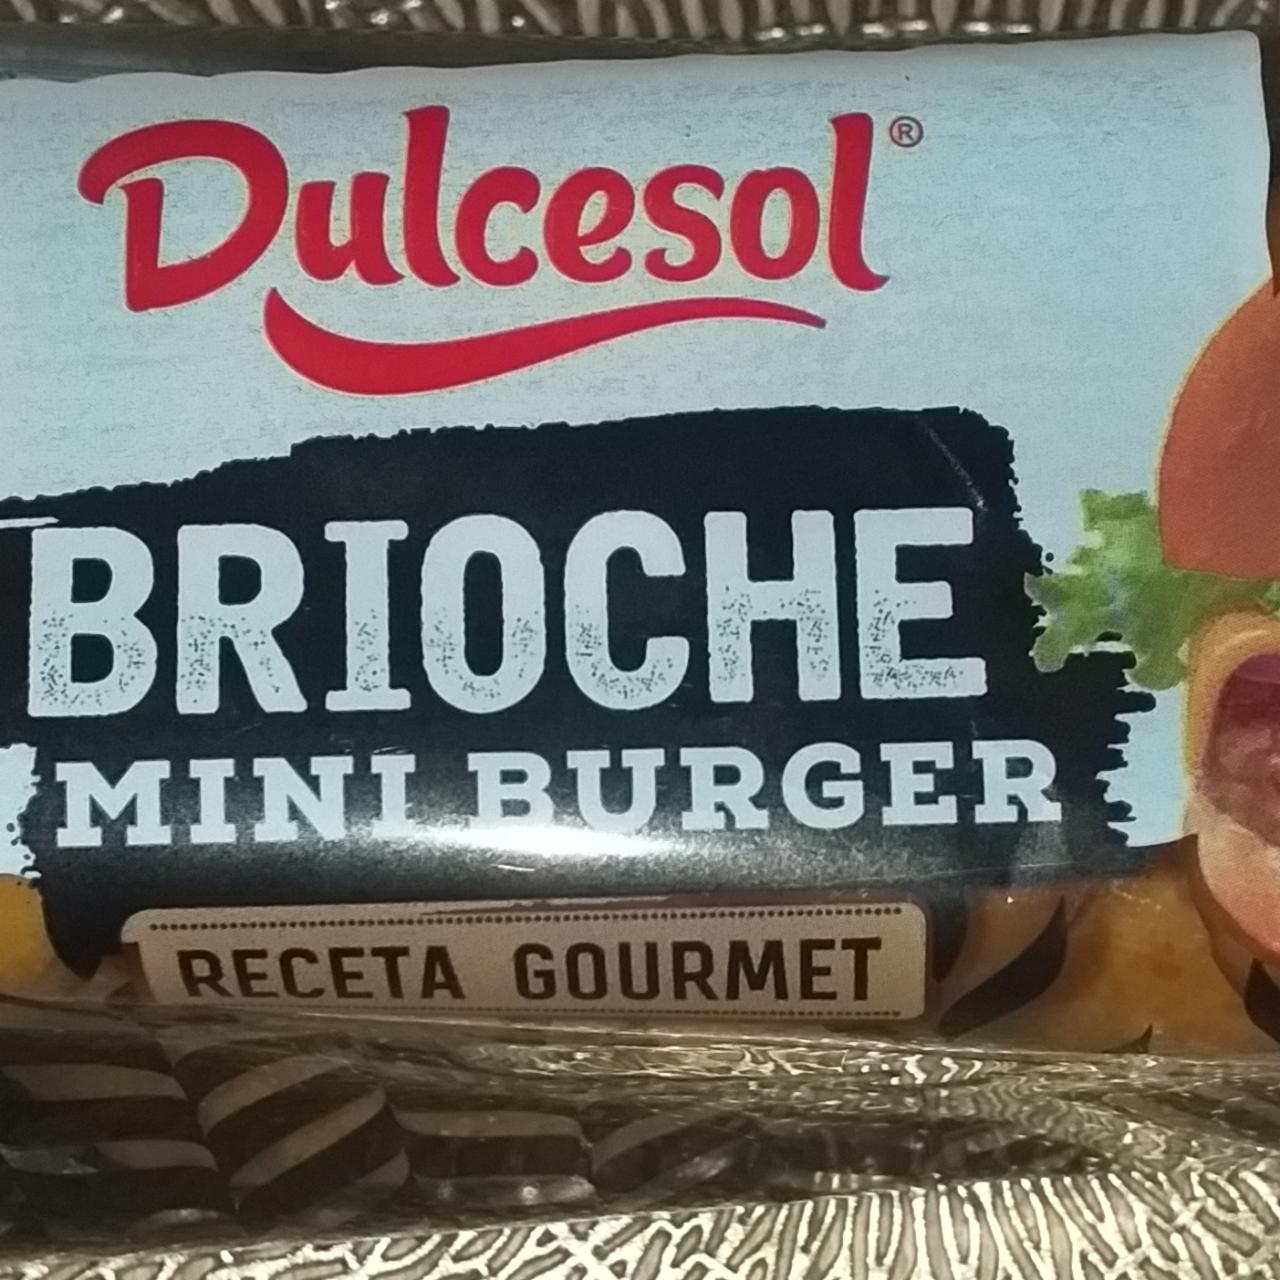 Dulcesol®
BRIOCHE
MINI BURGER
RECETA GOURMET